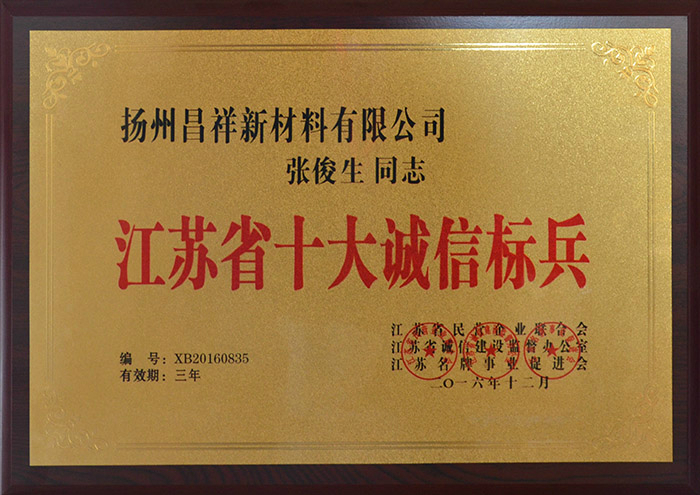 扬州昌祥新材料有限公司
张俊生 同志
江苏省十大诚信标兵
编 号：XB20160835
有效期：三年
江苏省民营企业联合会
江苏省诚信建设监督办公室
江苏名牌事业促进会
二〇一六年十二月